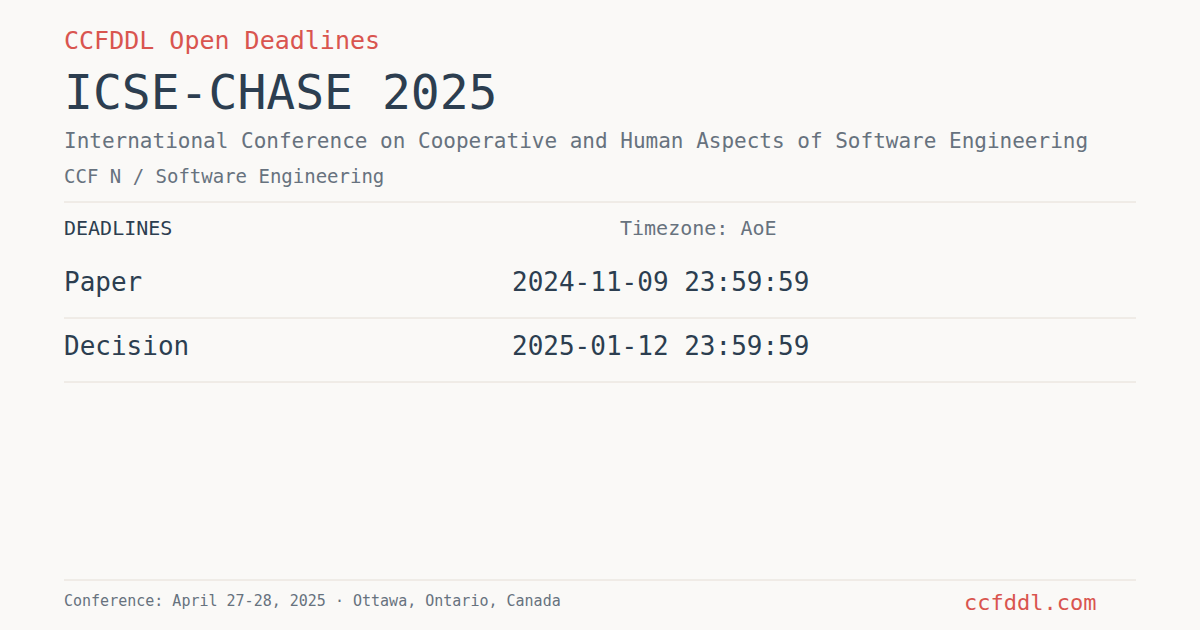 CCFDDL Open Deadlines
ICSE-CHASE 2025
International Conference on Cooperative and Human Aspects of Software Engineering
CCF N / Software Engineering
DEADLINES Timezone: AoE
Paper 2024-11-09 23:59:59
Decision 2025-01-12 23:59:59
Conference: April 27-28, 2025 · Ottawa, Ontario, Canada ccfddl.com